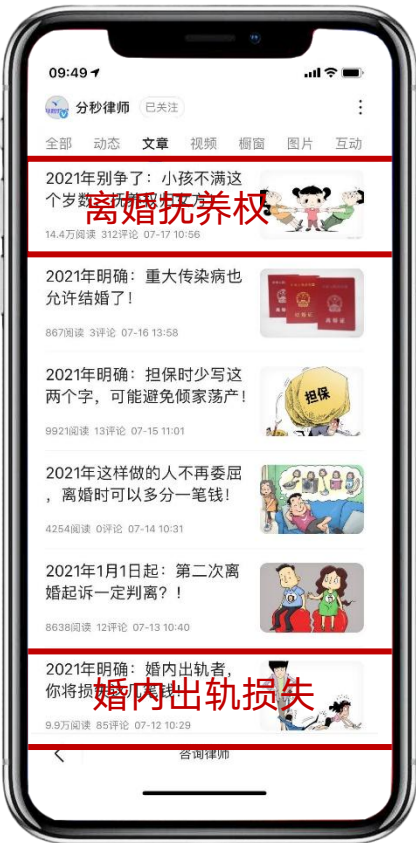 09:49
分秒律师 已关注
全部 动态 文章 视频 橱窗 图片 互动
2021年别争了：小孩不满这
个岁数
离婚抚养权
14.4万阅读 312评论 07-17 10:56
2021年明确：重大传染病也
允许结婚了！
867阅读 3评论 07-16 13:58
2021年明确：担保时少写这
两个字，可能避免倾家荡产！
担保
9921阅读 13评论 07-15 11:01
2021年这样做的人不再委屈
，离婚时可以多分一笔钱！
4254阅读 0评论 07-14 10:31
2021年1月1日起：第二次离
婚起诉一定判离？！
8638阅读 12评论 07-13 10:40
2021年明确：婚内出轨者，
你将损
婚内出轨损失
9.9万阅读 85评论 07-12 10:29
咨询律师